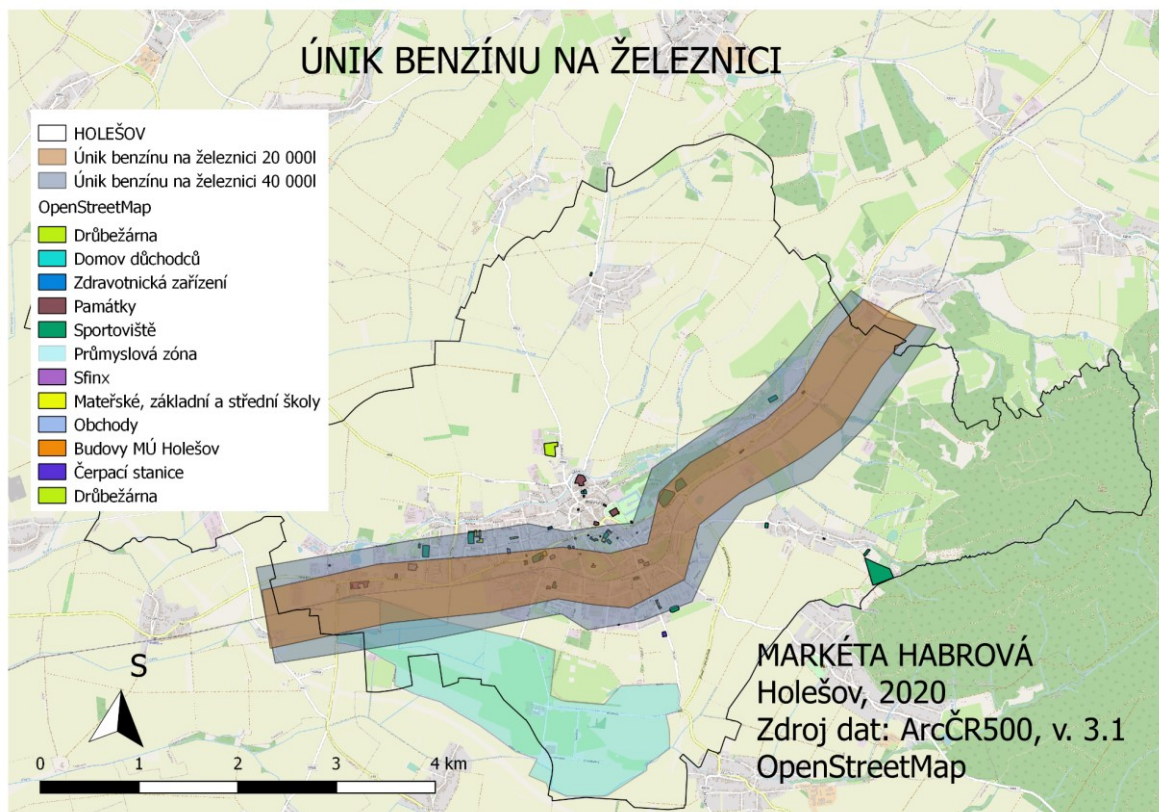 ÚNIK BENZÍNU NA ŽELEZNICI
HOLEŠOV
Únik benzínu na železnici 20 000l
Únik benzínu na železnici 40 000l
OpenStreetMap
Drůbežárna
Domov důchodců
Zdravotnická zařízení
Památky
Sportoviště
Průmyslová zóna
Sfinx
Mateřské, základní a střední školy
Obchody
Budovy MÚ Holešov
Čerpací stanice
Drůbežárna
S
0 1 2 3 4 km
MARKÉTA HABROVÁ
Holešov, 2020
Zdroj dat: ArcČR500, v. 3.1
OpenStreetMap